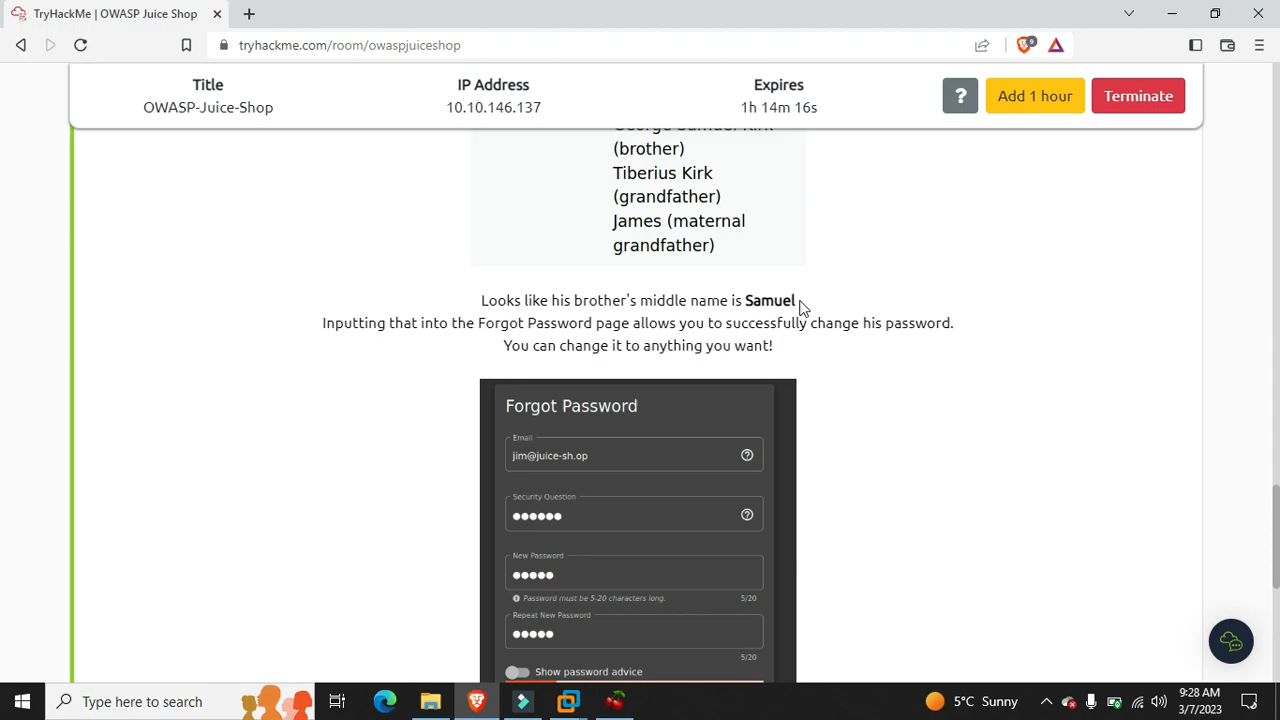 TryHackMe | OWASP Juice Shop
tryhackme.com/room/owaspjuiceshop
9
Title
IP Address
Expires
OWASP-Juice-Shop
10.10.146.137
1h 14m 16s
?
Add 1 hour
Terminate
George Samuel Kirk
(brother)
Tiberius Kirk
(grandfather)
James (maternal
grandfather)
Looks like his brother's middle name is Samuel
Inputting that into the Forgot Password page allows you to successfully change his password.
You can change it to anything you want!
Forgot Password
Email
jim@juice-sh.op
Security Question
New Password
Password must be 5-20 characters long.
5/20
Repeat New Password
5/20
Show password advice
Type here to search
5°C Sunny
9:28 AM
3/7/2023